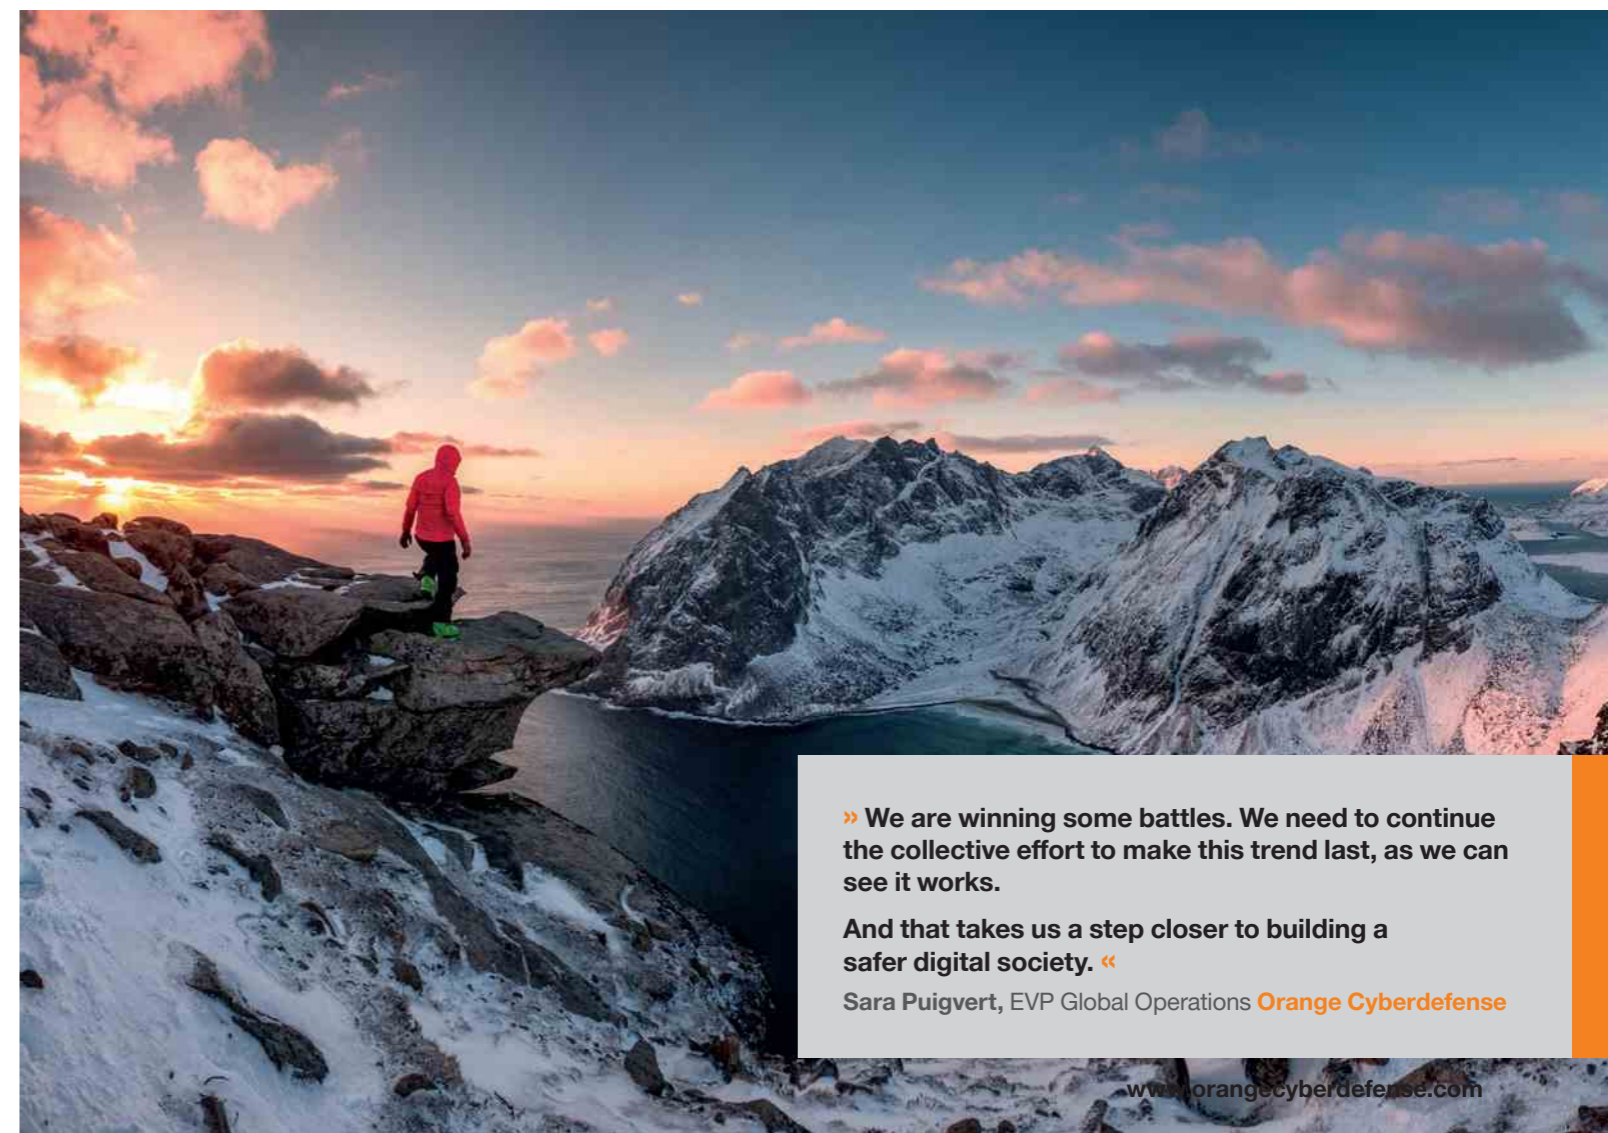 » We are winning some battles. We need to continue
the collective effort to make this trend last, as we can
see it works.
And that takes us a step closer to building a
safer digital society. «
Sara Puigvert, EVP Global Operations Orange Cyberdefense
www.orangecyberdefense.com